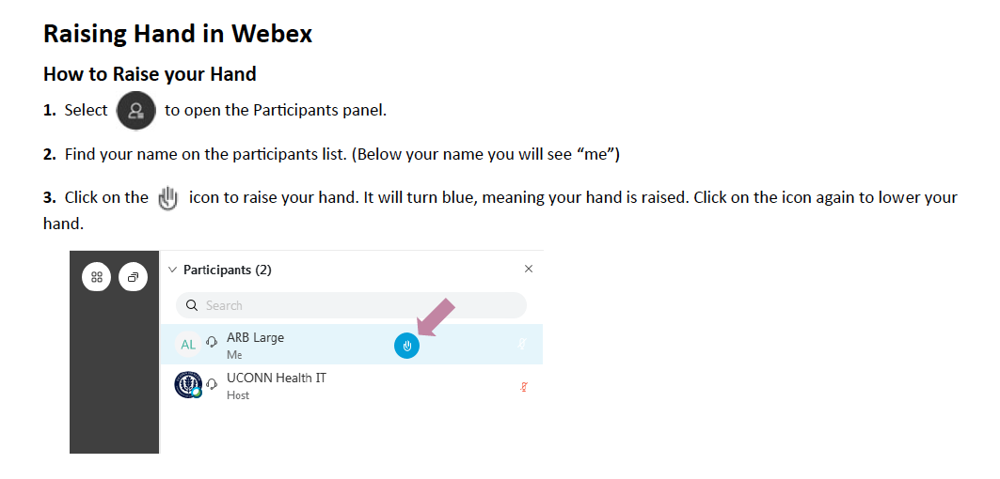 Raising Hand in Webex
How to Raise your Hand
1. Select to open the Participants panel.
2. Find your name on the participants list. (Below your name you will see “me”)
3. Click on the icon to raise your hand. It will turn blue, meaning your hand is raised. Click on the icon again to lower your
hand.
Participants (2)
Search
AL ARB Large
Me
UCONN Health IT
Host